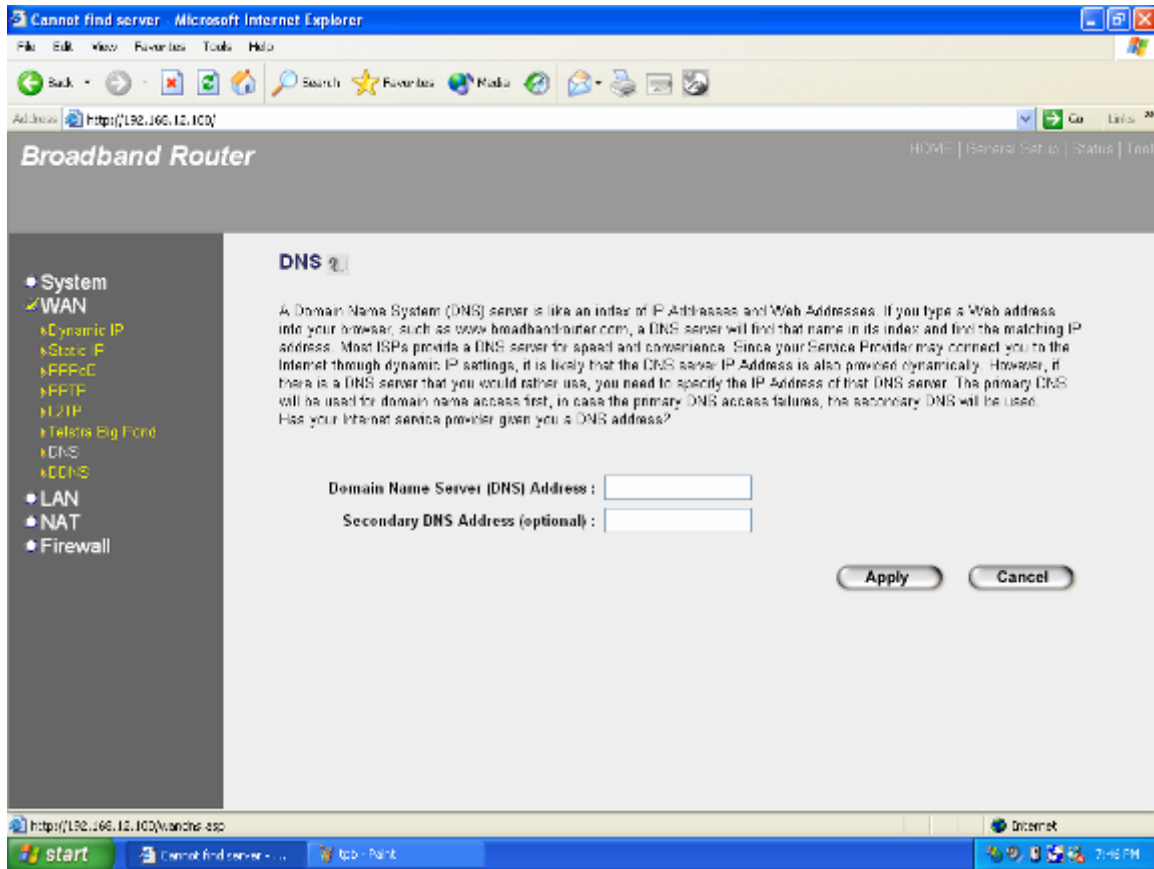 Cannot find server - Microsoft Internet Explorer
File Edit View Favorites Tools Help
Back Search Favorites Media
Address http://192.168.12.100/ Go Links »
Broadband Router
HOME | General Setup | Status | Tool
DNS
System
WAN
Dynamic IP
Static IP
PPPoE
PPTP
L2TP
Telstra Big Pond
DNS
DDNS
LAN
NAT
Firewall
A Domain Name System (DNS) server is like an index of IP Addresses and Web Addresses. If you type a Web address
into your browser, such as www.broadbandrouter.com, a DNS server will find that name in its index and find the matching IP
address. Most ISPs provide a DNS server for speed and convenience. Since your Service Provider may connect you to the
Internet through dynamic IP settings, it is likely that the DNS server IP Address is also provided dynamically. However, if
there is a DNS server that you would rather use, you need to specify the IP Address of that DNS server. The primary DNS
will be used for domain name access first, in case the primary DNS access failures, the secondary DNS will be used.
Has your Internet service provider given you a DNS address?
Domain Name Server (DNS) Address :
Secondary DNS Address (optional) :
Apply Cancel
http://192.168.12.100/wandns.asp Internet
start Cannot find server - ... tpb - Paint 7:46 PM